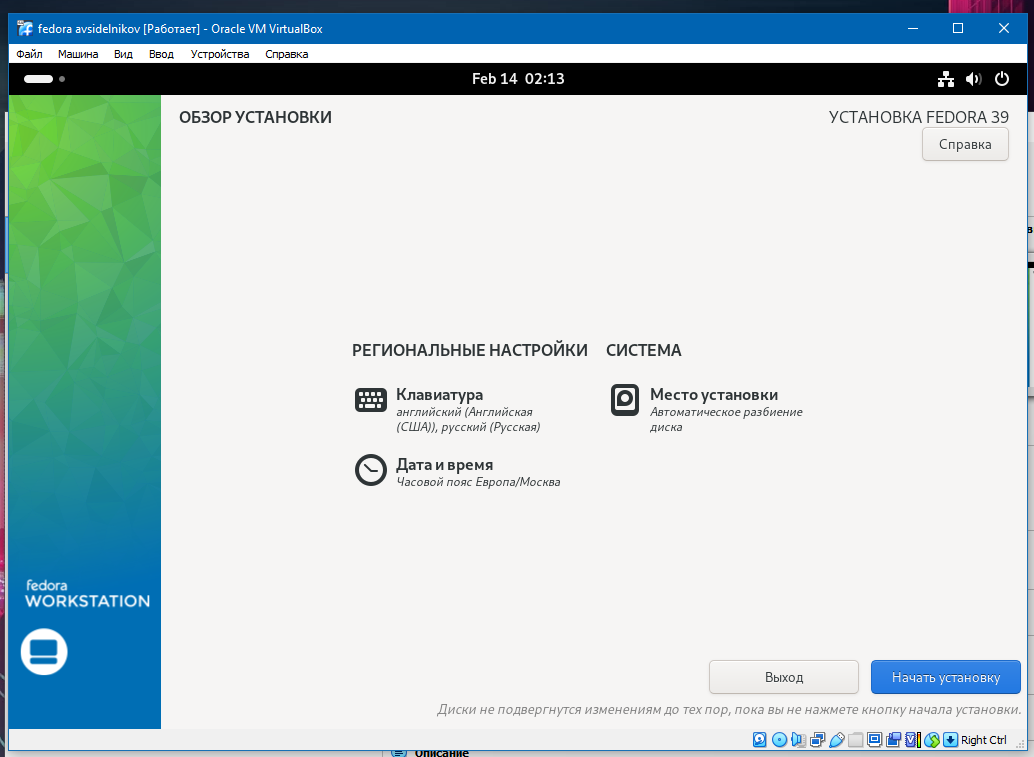 fedora avsidelnikov [Работает] - Oracle VM VirtualBox
Файл Машина Вид Ввод Устройства Справка
Feb 14 02:13
ОБЗОР УСТАНОВКИ
УСТАНОВКА FEDORA 39
Справка
РЕГИОНАЛЬНЫЕ НАСТРОЙКИ
Клавиатура
английский (Английская
(США)), русский (Русская)
Дата и время
Часовой пояс Европа/Москва
СИСТЕМА
Место установки
Автоматическое разбиение
диска
fedora
WORKSTATION
Выход
Начать установку
Диски не подвергнутся изменениям до тех пор, пока вы не нажмете кнопку начала установки.
Right Ctrl
Описание